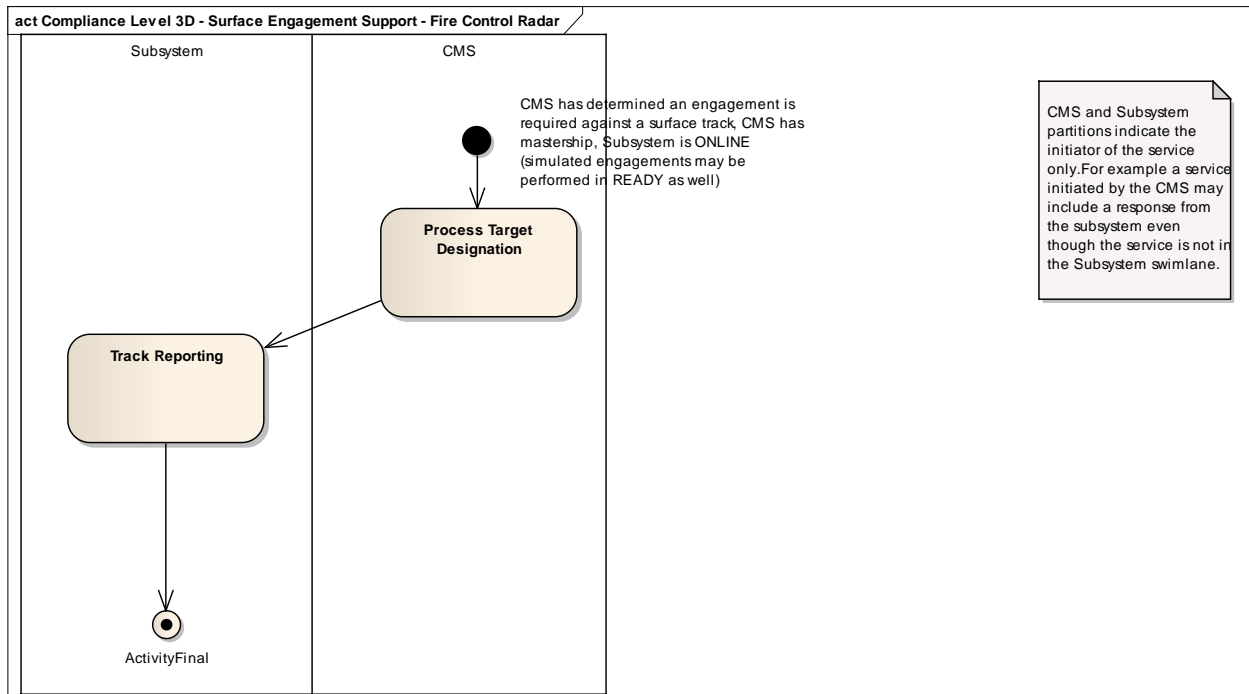 act Compliance Level 3D - Surface Engagement Support - Fire Control Radar
Subsystem
CMS
CMS has determined an engagement is
required against a surface track, CMS has
mastership, Subsystem is ONLINE
(simulated engagements may be
performed in READY as well)
CMS and Subsystem
partitions indicate the
initiator of the service
only.For example a service
initiated by the CMS may
include a response from
the subsystem even
though the service is not in
the Subsystem swimlane.
Process Target
Designation
Track Reporting
ActivityFinal